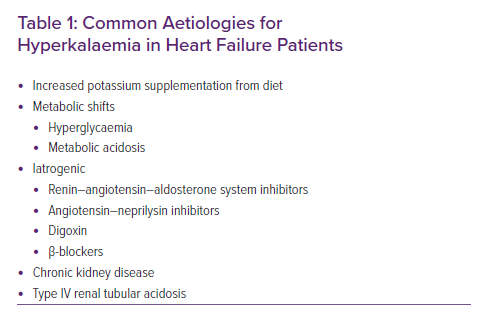 Table 1: Common Aetiologies for
Hyperkalaemia in Heart Failure Patients
• Increased potassium supplementation from diet
• Metabolic shifts
• Hyperglycaemia
• Metabolic acidosis
• Iatrogenic
• Renin–angiotensin–aldosterone system inhibitors
• Angiotensin–neprilysin inhibitors
• Digoxin
• β-blockers
• Chronic kidney disease
• Type IV renal tubular acidosis